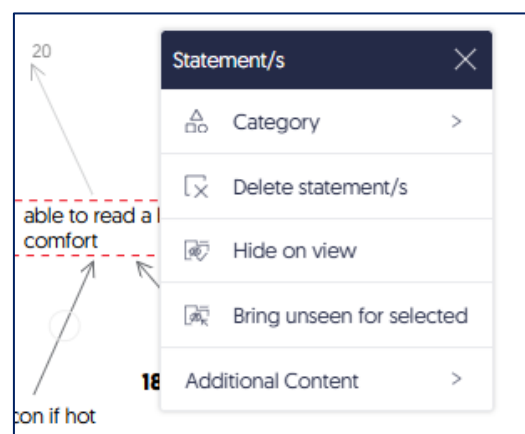 20
Statement/s
Category
Delete statement/s
able to read a
comfort
Hide on view
Bring unseen for selected
18
Additional Content
con if hot